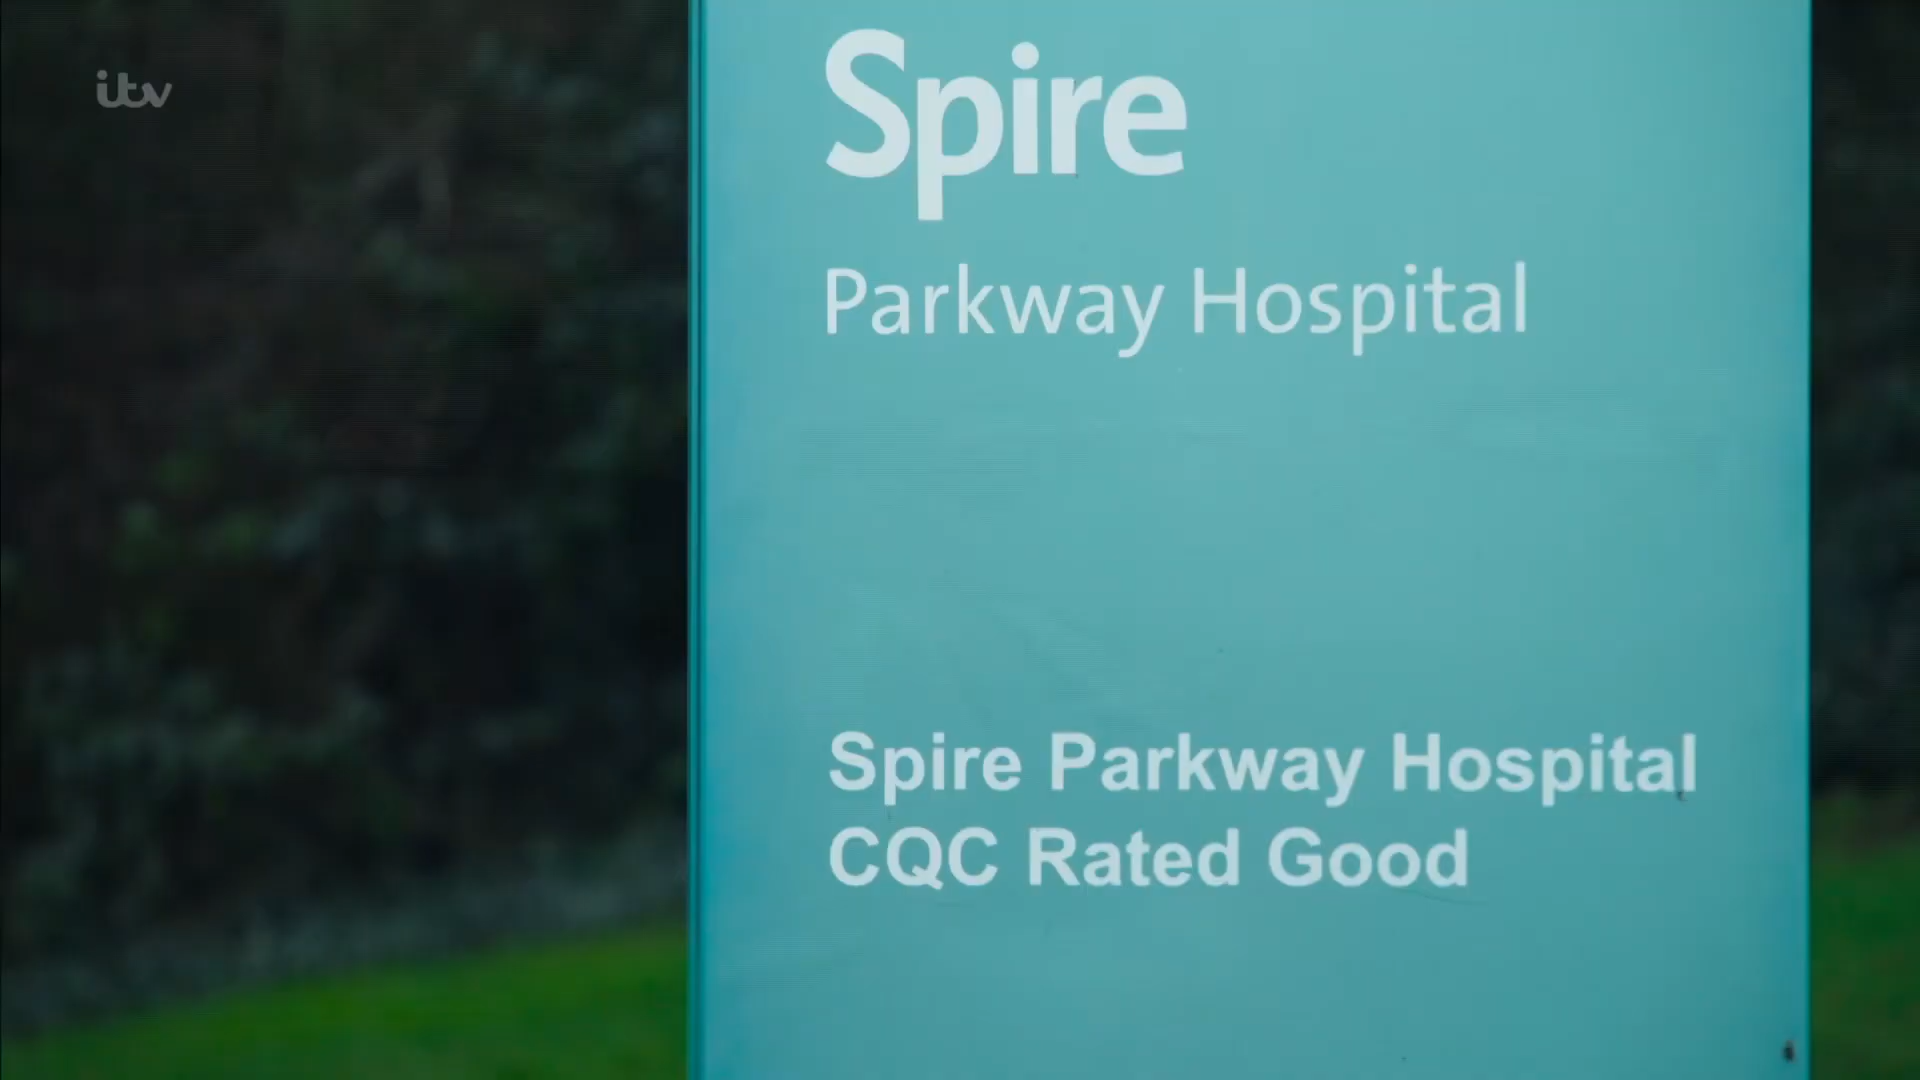 itv
Spire
Parkway Hospital
Spire Parkway Hospital
CQC Rated Good